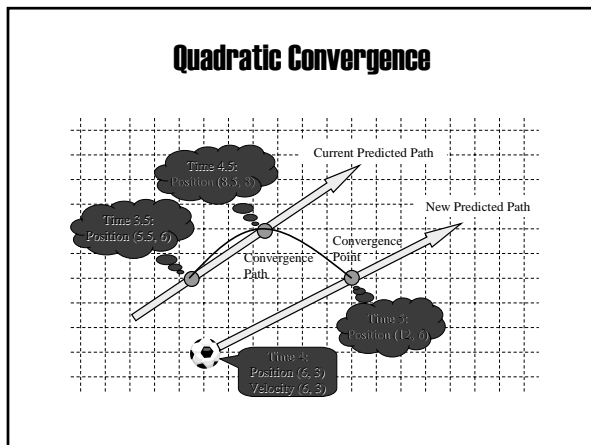 Quadratic Convergence
Time 4.5:
Position (8.5, 3)
Current Predicted Path
Time 3.5:
Position (5.5, 6)
New Predicted Path
Convergence
Point
Convergence
Path
Time 5:
Position (12, 6)
Time 4:
Position (6, 3)
Velocity (6, 3)